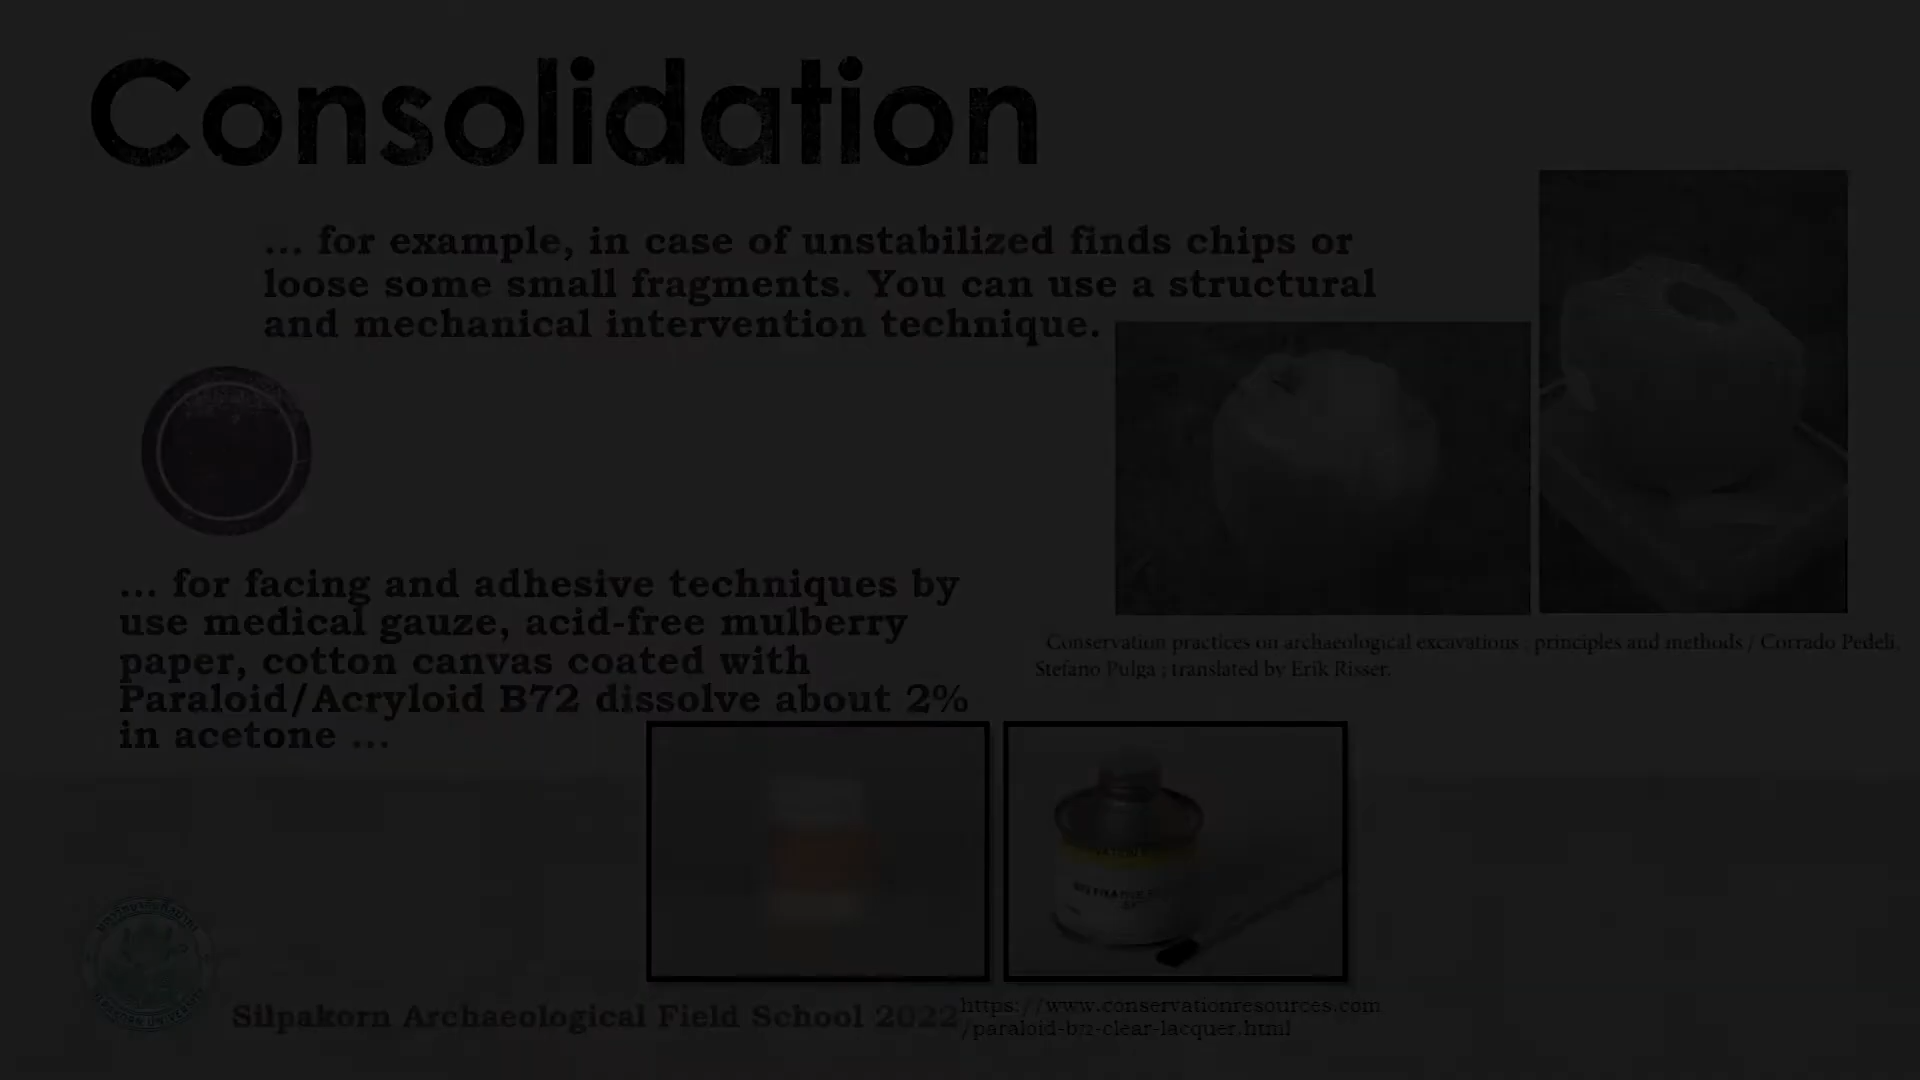 Consolidation
... for example, in case of unstabilized finds chips or
loose some small fragments. You can use a structural
and mechanical intervention technique.
... for facing and adhesive techniques by
use medical gauze, acid-free mulberry
paper, cotton canvas coated with
Paraloid/Acryloid B72 dissolve about 2%
in acetone ...
Conservation practices on archaeological excavations : principles and methods / Corrado Pedeli,
Stefano Pulga ; translated by Erik Risser.
Silpakorn Archaeological Field School 2022
https://www.conservationresources.com
/paraloid-b72-clear-lacquer.html